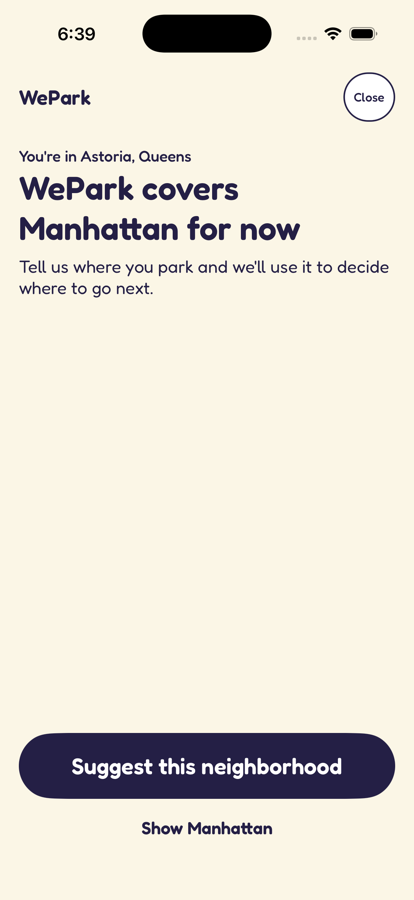 6:39
WePark
Close
You're in Astoria, Queens
WePark covers
Manhattan for now
Tell us where you park and we'll use it to decide
where to go next.
Suggest this neighborhood
Show Manhattan